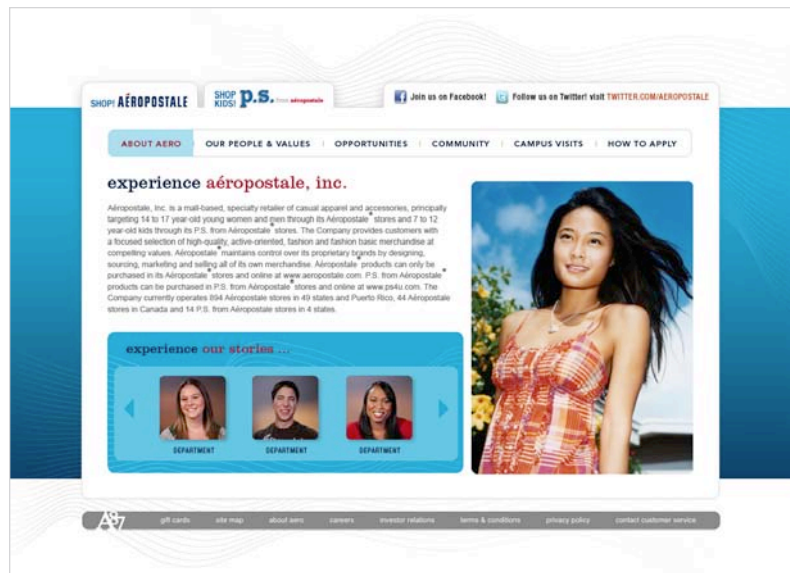 SHOP! AÉROPOSTALE
SHOP KIDS! p.s. from aéropostale
Join us on Facebook!
Follow us on Twitter! visit TWITTER.COM/AEROPOSTALE
ABOUT AERO
OUR PEOPLE & VALUES
OPPORTUNITIES
COMMUNITY
CAMPUS VISITS
HOW TO APPLY
experience aéropostale, inc.
Aéropostale, Inc. is a mall-based, specialty retailer of casual apparel and accessories, principally
targeting 14 to 17 year-old young women and men through its Aéropostale® stores and 7 to 12
year-old kids through its P.S. from Aéropostale® stores. The Company provides customers with
a focused selection of high-quality, active-oriented, fashion and fashion basic merchandise at
compelling values. Aéropostale® maintains control over its proprietary brands by designing,
sourcing, marketing and selling all of its own merchandise. Aéropostale® products can only be
purchased in its Aéropostale® stores and online at www.aeropostale.com. P.S. from Aéropostale®
products can be purchased in P.S. from Aéropostale® stores and online at www.ps4u.com. The
Company currently operates 894 Aéropostale stores in 49 states and Puerto Rico, 44 Aéropostale
stores in Canada and 14 P.S. from Aéropostale stores in 4 states.
experience our stories ...
DEPARTMENT
DEPARTMENT
DEPARTMENT
A87
gift cards
site map
about aero
careers
investor relations
terms & conditions
privacy policy
contact customer service